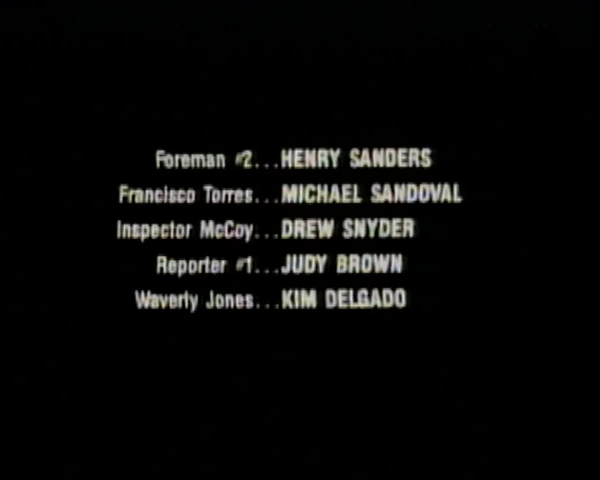 Foreman #2...HENRY SANDERS
Francisco Torres...MICHAEL SANDOVAL
Inspector McCoy...DREW SNYDER
Reporter #1...JUDY BROWN
Waverly Jones...KIM DELGADO